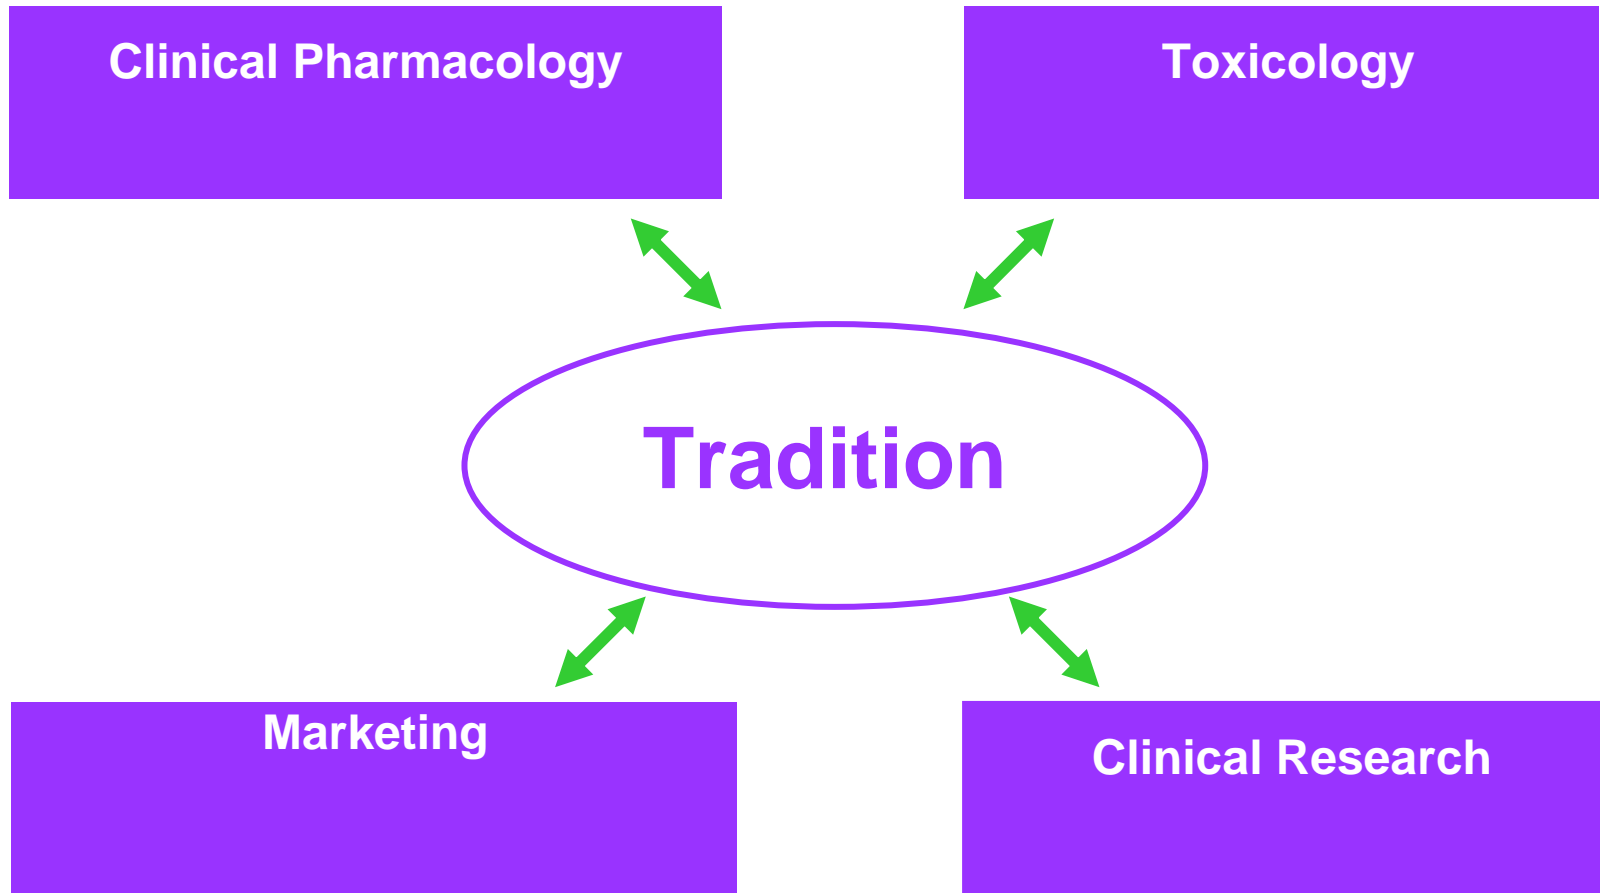 Clinical Pharmacology
Toxicology
Tradition
Marketing
Clinical Research